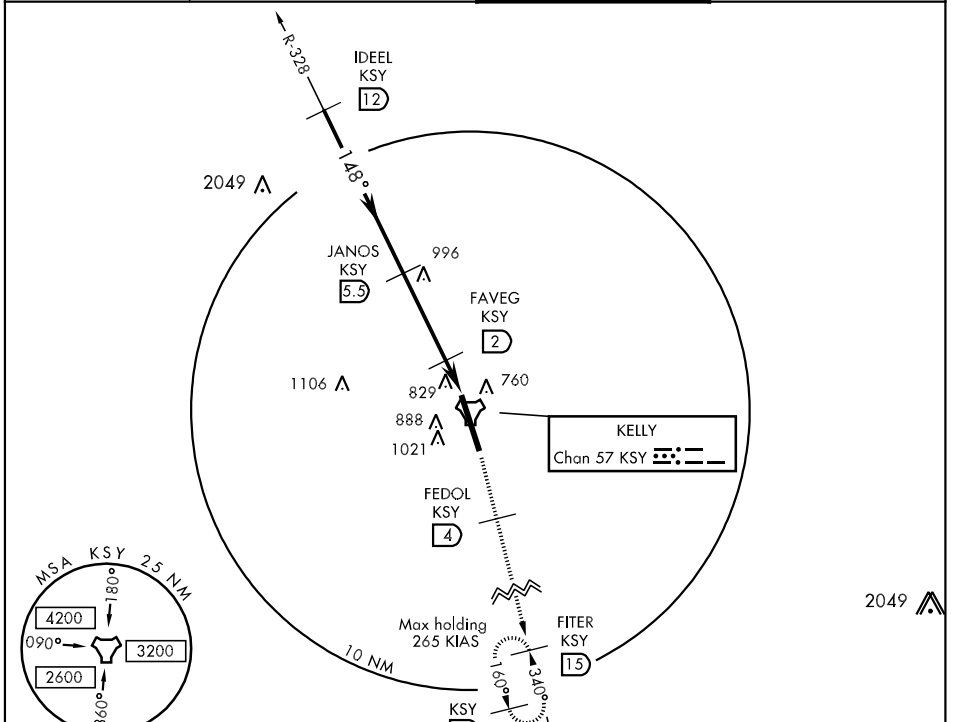 R-328
IDEEL
KSY
12
148°
2049
JANOS
KSY
5.5
996
FAVEG
KSY
2
1106
829
760
888
1021
KELLY
Chan 57 KSY
FEDOL
KSY
4
MSA KSY 25 NM
180°
4200
090°
3200
2600
360°
10 NM
Max holding
265 KIAS
FITER
KSY
15
160°
340°
KSY
2049